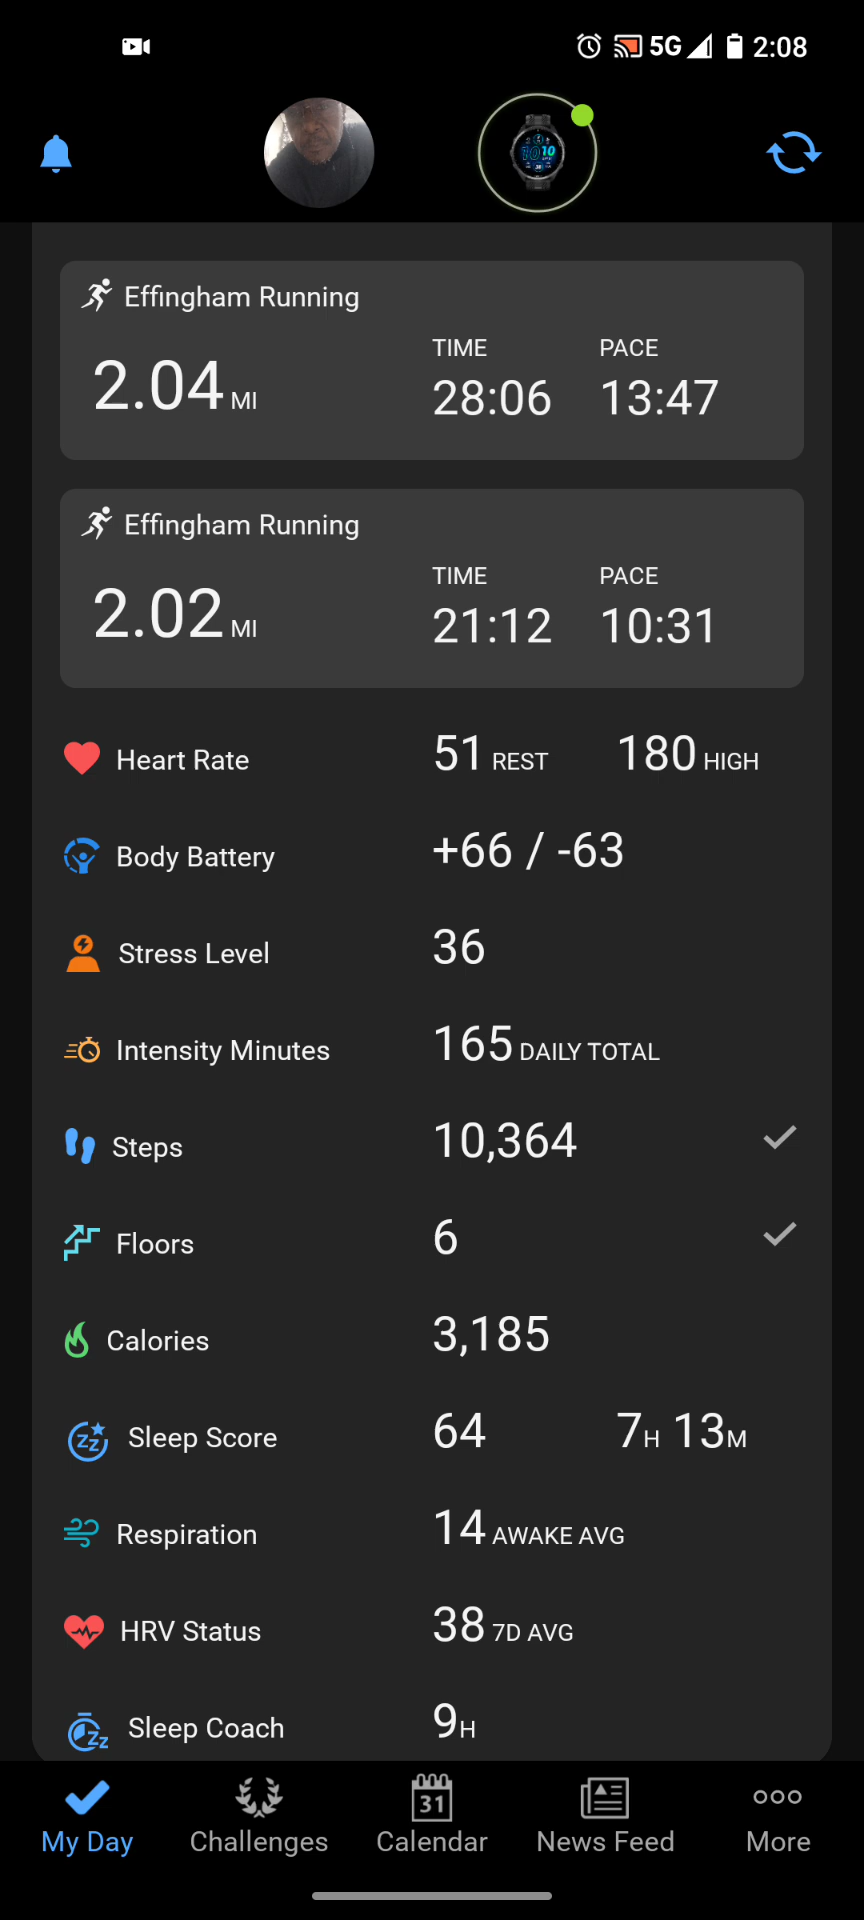 5G 2:08
Effingham Running
TIME PACE
2.04 MI 28:06 13:47
Effingham Running
TIME PACE
2.02 MI 21:12 10:31
Heart Rate 51 REST 180 HIGH
Body Battery +66 / -63
Stress Level 36
Intensity Minutes 165 DAILY TOTAL
Steps 10,364
Floors 6
Calories 3,185
Sleep Score 64 7H 13M
Respiration 14 AWAKE AVG
HRV Status 38 7D AVG
Sleep Coach 9H
My Day Challenges Calendar News Feed More